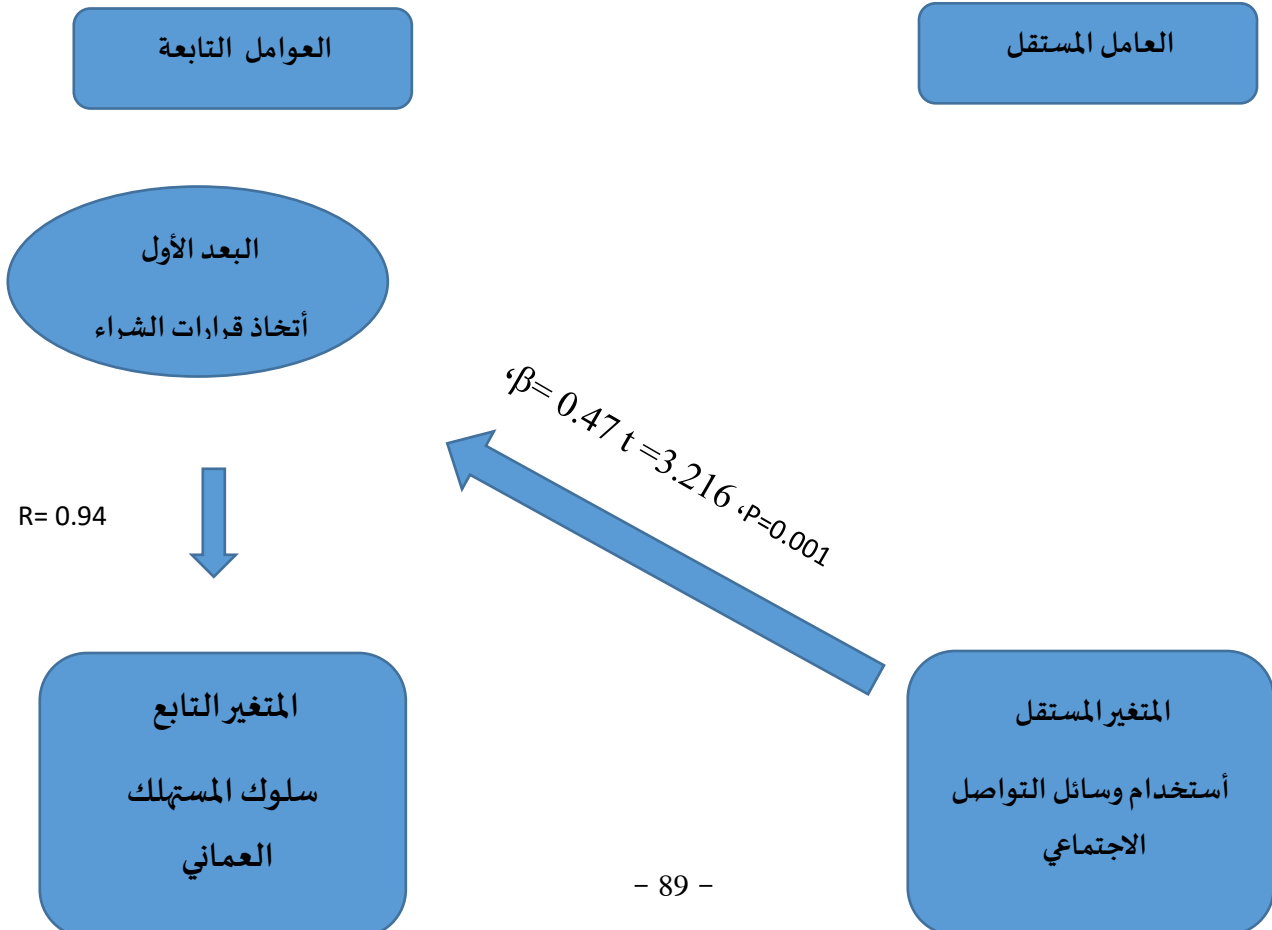 العامل المستقل
العوامل التابعة
البعد الأول
أتخاذ قرارات الشراء
،β= 0.47 t =3.216 ،P=0.001
R= 0.94
المتغير المستقل
أستخدام وسائل التواصل
الاجتماعي
المتغير التابع
سلوك المستهلك
العماني
- 89 -